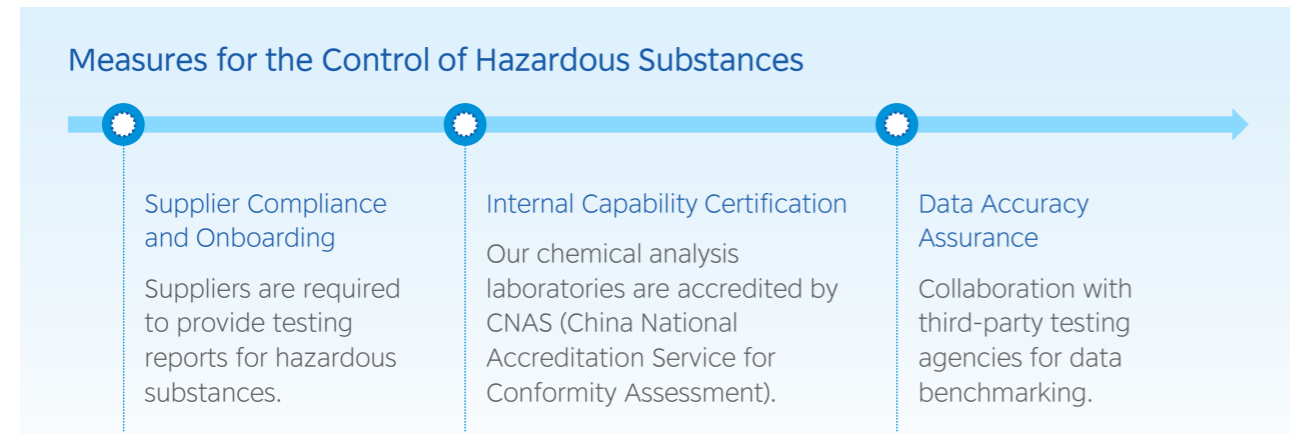 Measures for the Control of Hazardous Substances
Supplier Compliance
and Onboarding
Suppliers are required
to provide testing
reports for hazardous
substances.
Internal Capability Certification
Our chemical analysis
laboratories are accredited by
CNAS (China National
Accreditation Service for
Conformity Assessment).
Data Accuracy
Assurance
Collaboration with
third-party testing
agencies for data
benchmarking.